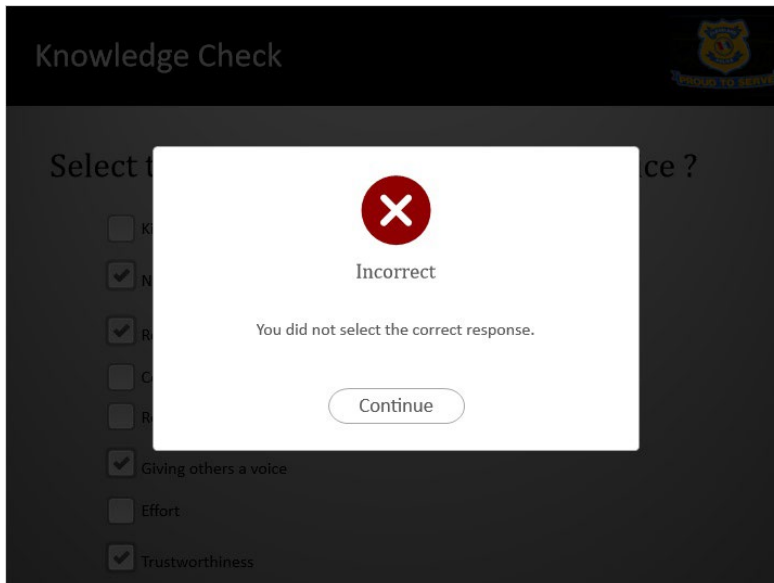 Knowledge Check
PROUD TO SERVE
Select
ce ?
Incorrect
You did not select the correct response.
Continue
Giving others a voice
Effort
Trustworthiness